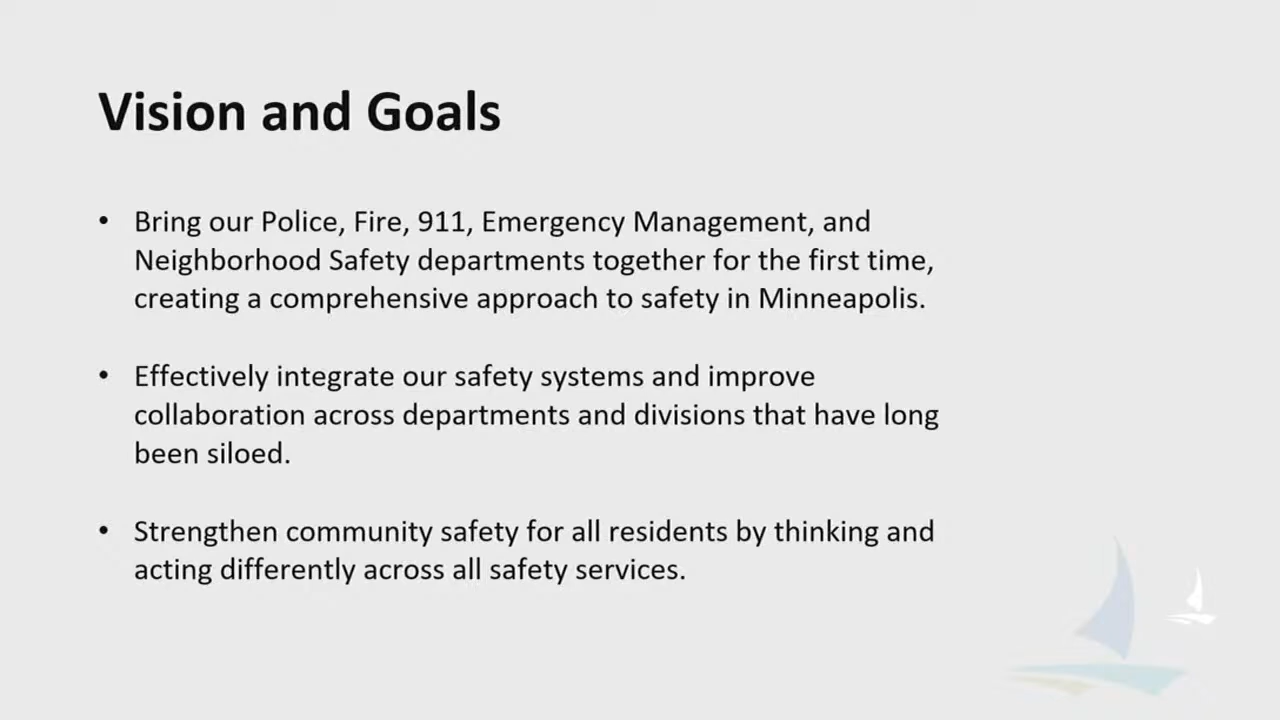 Vision and Goals
• Bring our Police, Fire, 911, Emergency Management, and
Neighborhood Safety departments together for the first time,
creating a comprehensive approach to safety in Minneapolis.
• Effectively integrate our safety systems and improve
collaboration across departments and divisions that have long
been siloed.
• Strengthen community safety for all residents by thinking and
acting differently across all safety services.